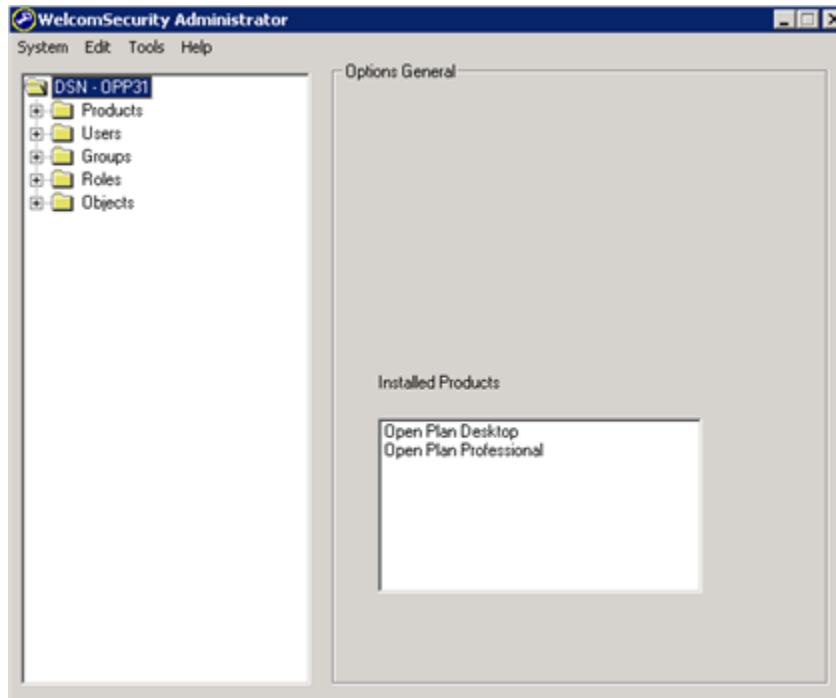 WelcomSecurity Administrator
System Edit Tools Help
DSN - OPP31
Products
Users
Groups
Roles
Objects
Options General
Installed Products
Open Plan Desktop
Open Plan Professional